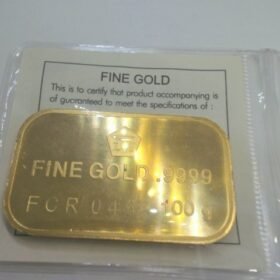 FINE GOLD
This is to certify that product accompanying is
of guaranteed to meet the specifications of :
FINE GOLD .9999
FCR 100 g